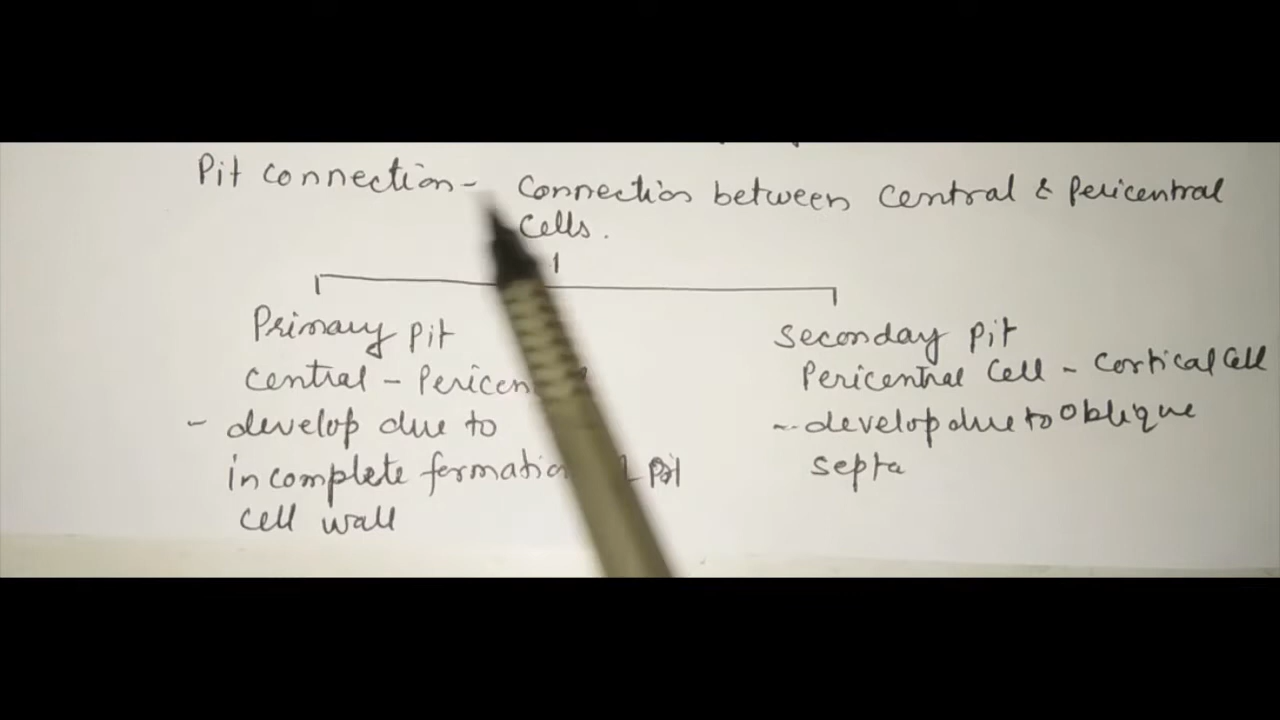 Pit connection - Connection between central & Pericentral
cells.
Primary pit
central - Pericen
- develop due to
incomplete formatio
cell wall
Seconday pit
Pericentral Cell - Cortical Cell
- develop due to Oblique
septa